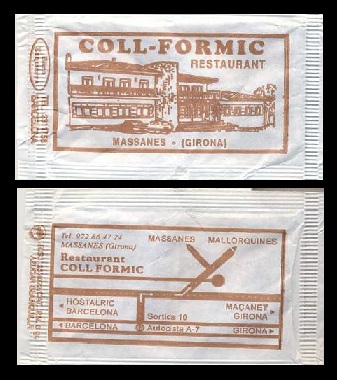 COLL-FORMIC
RESTAURANT
MASSANES - (GIRONA)
Tel. 972 86 47 24
MASSANES (Girona)
Restaurant
COLL FORMIC
MASSANES
MALLORQUINES
HOSTALRIC
BARCELONA
Sortica 10
MAÇANET
GIRONA
BARCELONA
Autopista A-7
GIRONA